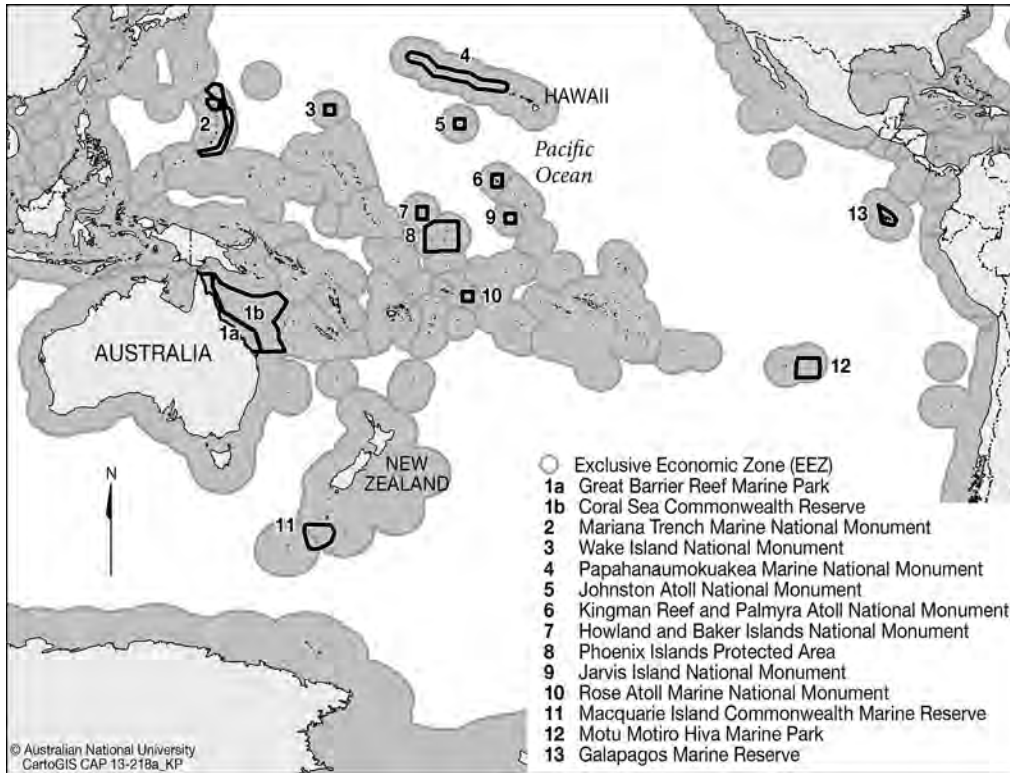 4
HAWAII
3
5
2
Pacific
Ocean
6
7
9
13
8
10
1b
1a
AUSTRALIA
12
N
NEW
ZEALAND
11
Exclusive Economic Zone (EEZ)
1a Great Barrier Reef Marine Park
1b Coral Sea Commonwealth Reserve
2 Mariana Trench Marine National Monument
3 Wake Island National Monument
4 Papahanaumokuakea Marine National Monument
5 Johnston Atoll National Monument
6 Kingman Reef and Palmyra Atoll National Monument
7 Howland and Baker Islands National Monument
8 Phoenix Islands Protected Area
9 Jarvis Island National Monument
10 Rose Atoll Marine National Monument
11 Macquarie Island Commonwealth Marine Reserve
12 Motu Motiro Hiva Marine Park
13 Galapagos Marine Reserve
© Australian National University
CartoGIS CAP 13-218a_KP